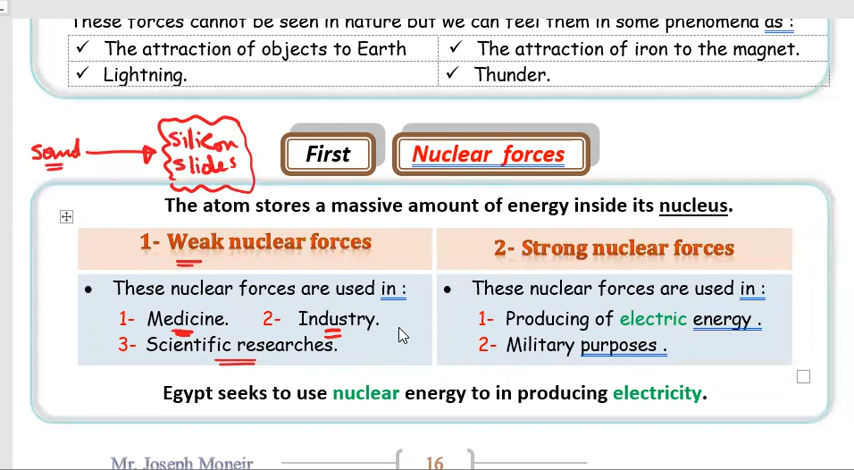 These forces cannot be seen in nature but we can feel them in some phenomena as :
✓ The attraction of objects to Earth
✓ The attraction of iron to the magnet.
✓ Lightning.
✓ Thunder.
sand
silicon
slides
First
Nuclear forces
The atom stores a massive amount of energy inside its nucleus.
1- Weak nuclear forces
2- Strong nuclear forces
• These nuclear forces are used in :
1- Medicine. 2- Industry.
3- Scientific researches.
• These nuclear forces are used in :
1- Producing of electric energy .
2- Military purposes .
Egypt seeks to use nuclear energy to in producing electricity.
Mr. Joseph Moneir
16